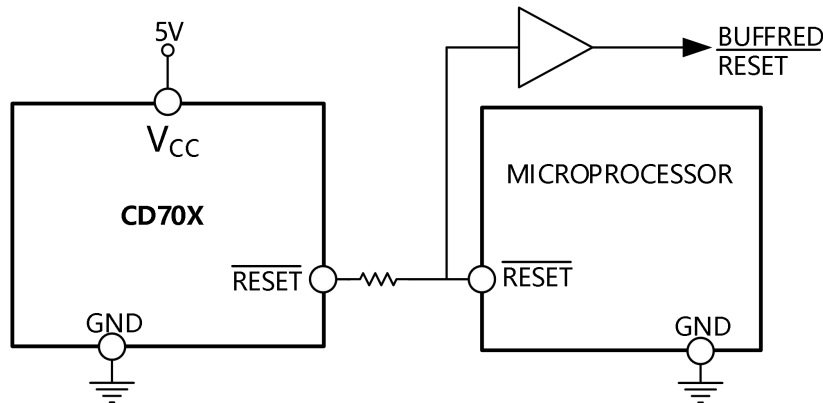 5V
BUFFRED
RESET
VCC
MICROPROCESSOR
CD70X
RESET
RESET
GND
GND